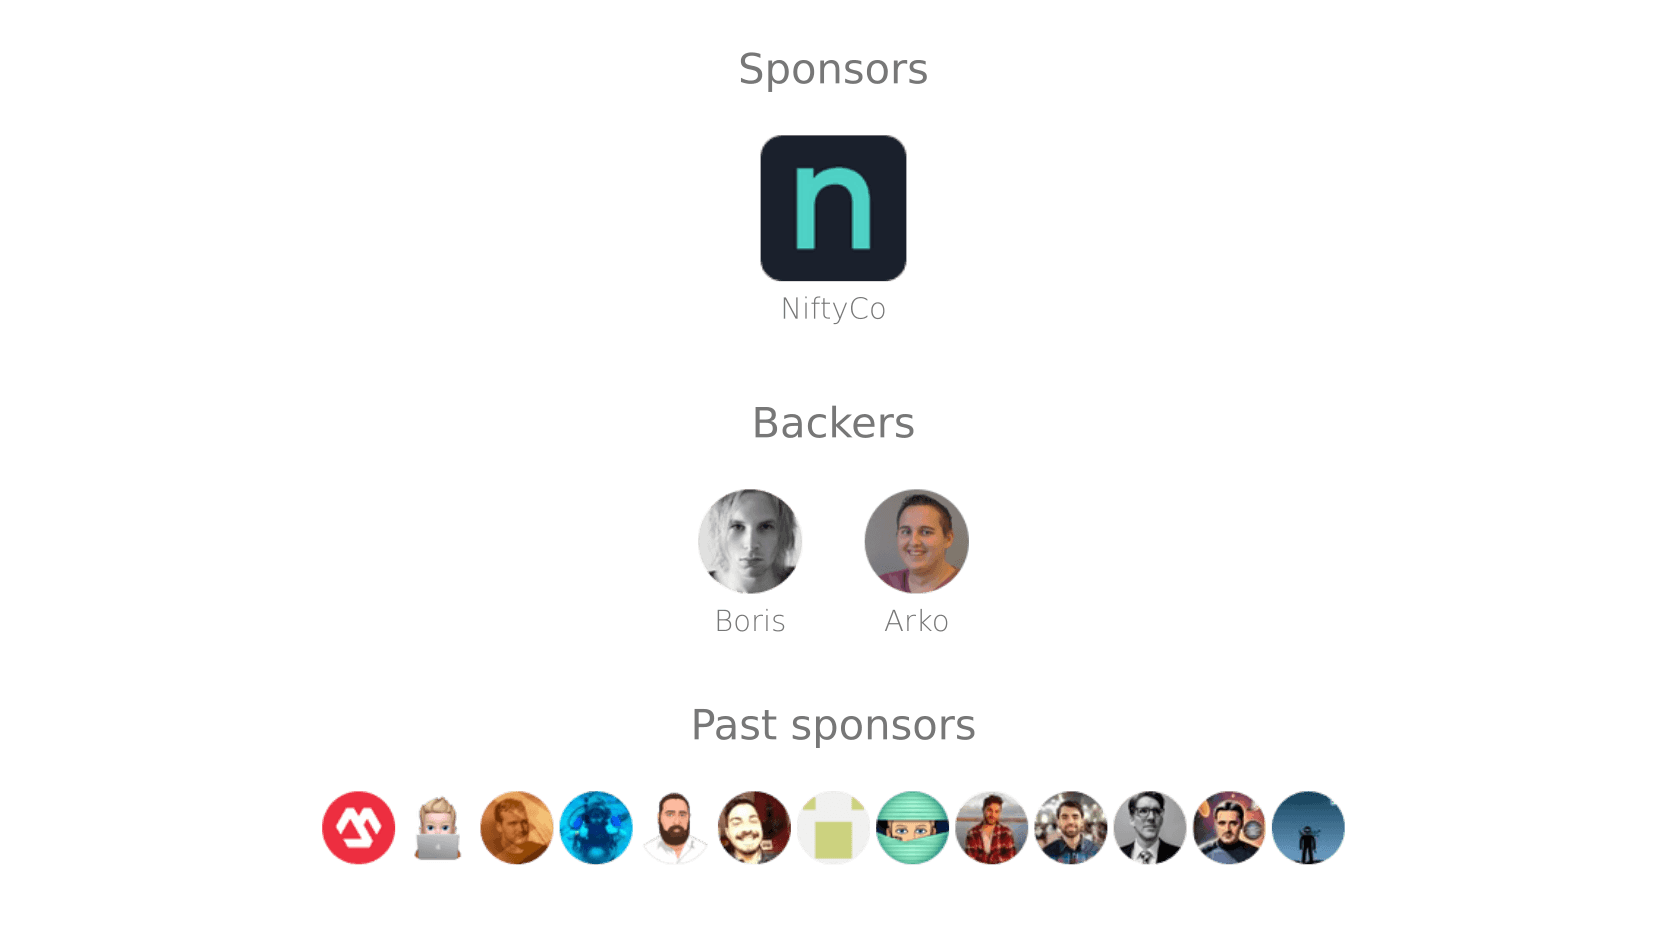 Sponsors
n
NiftyCo
Backers
Boris
Arko
Past sponsors